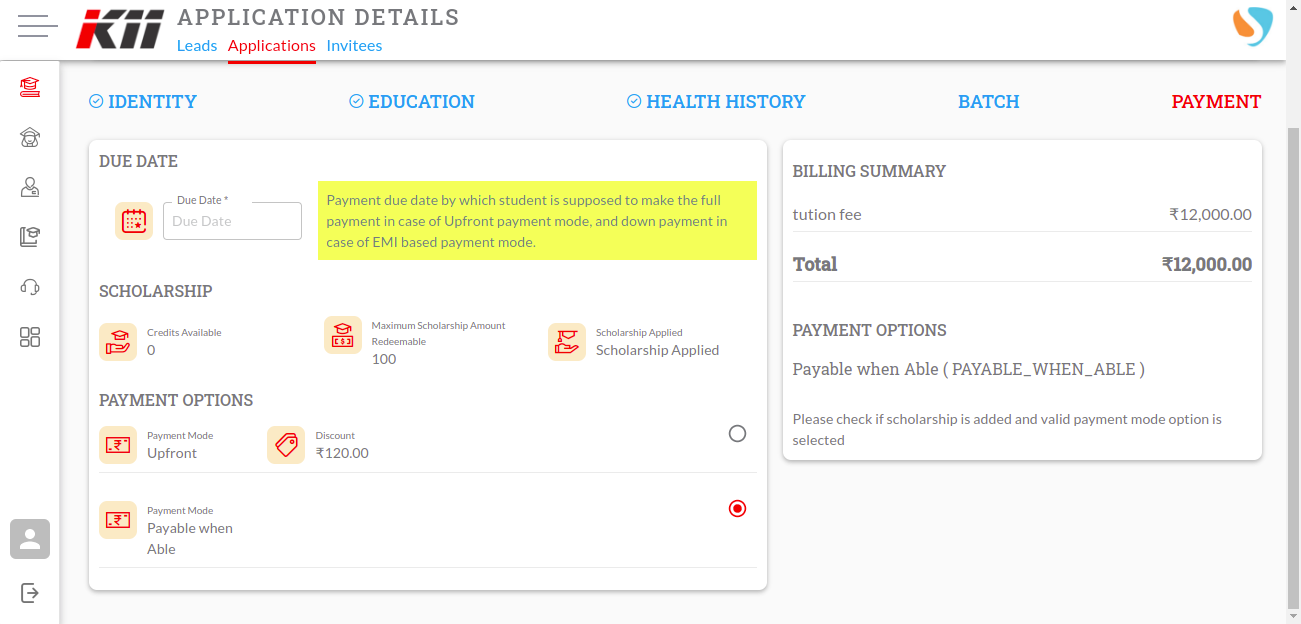 KII
APPLICATION DETAILS
Leads Applications Invitees
IDENTITY EDUCATION HEALTH HISTORY BATCH PAYMENT
DUE DATE
Due Date *
Due Date
Payment due date by which student is supposed to make the full
payment in case of Upfront payment mode, and down payment in
case of EMI based payment mode.
SCHOLARSHIP
Credits Available
0
Maximum Scholarship Amount
Redeemable
100
Scholarship Applied
Scholarship Applied
PAYMENT OPTIONS
Payment Mode
Upfront
Discount
₹120.00
Payment Mode
Payable when
Able
BILLING SUMMARY
tution fee ₹12,000.00
Total ₹12,000.00
PAYMENT OPTIONS
Payable when Able ( PAYABLE_WHEN_ABLE )
Please check if scholarship is added and valid payment mode option is
selected